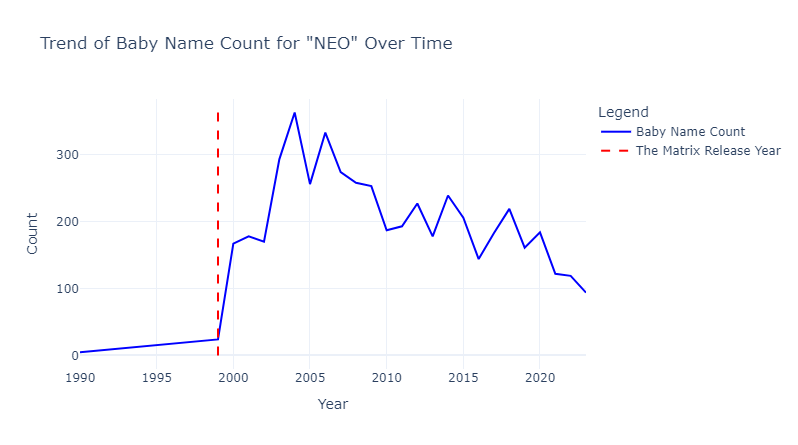 Trend of Baby Name Count for "NEO" Over Time
Legend
Baby Name Count
The Matrix Release Year
Count
300
200
100
0
1990 1995 2000 2005 2010 2015 2020
Year